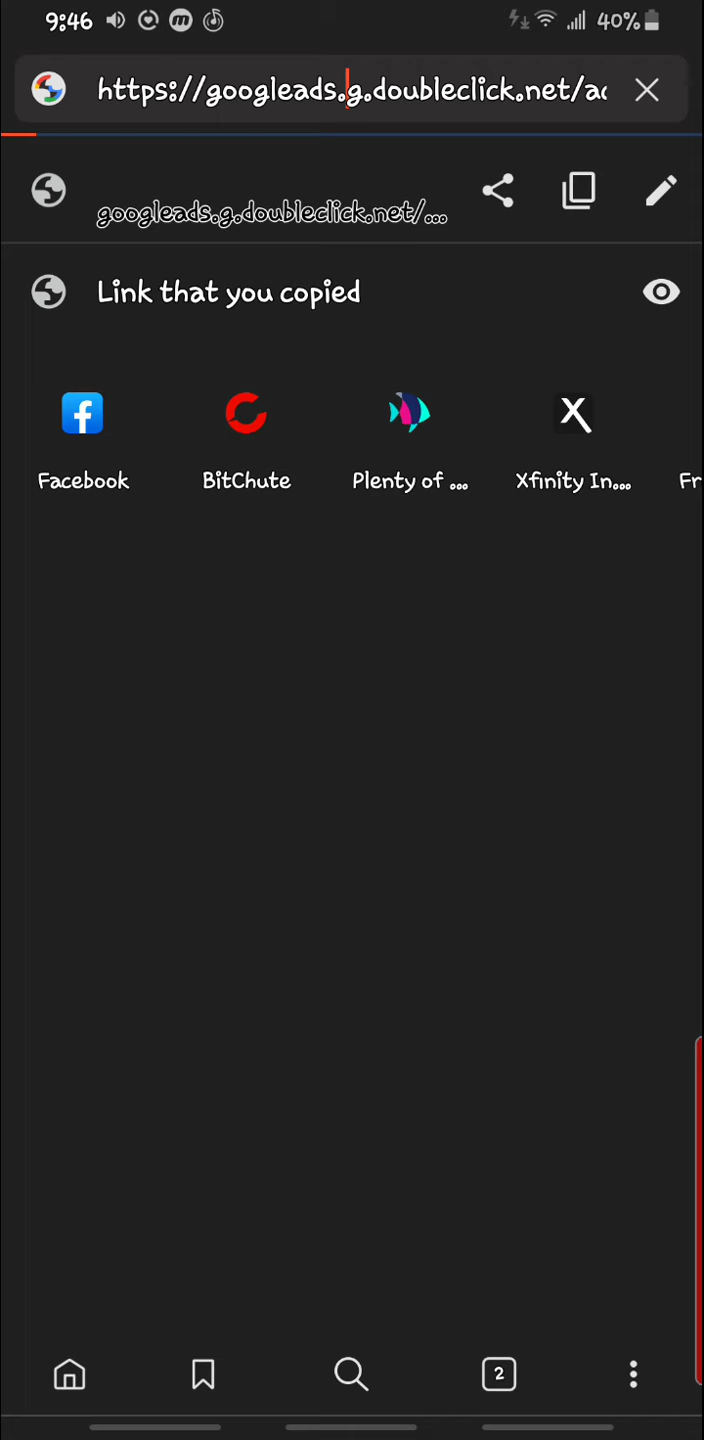 9:46
40%
https://googleads.g.doubleclick.net/
googleads.g.doubleclick.net/...
Link that you copied
Facebook
BitChute
Plenty of ...
Xfinity In...
Fr
2